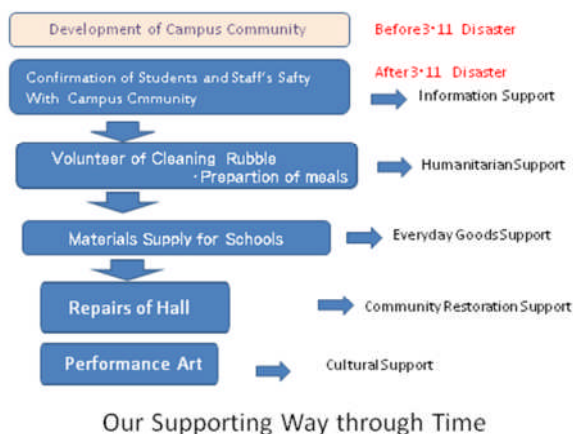 Development of Campus Community
Before 3・11 Disaster
After 3・11 Disaster
Confirmation of Students and Staff's Safty
With Campus Cmmunity
Information Support
Volunteer of Cleaning Rubble
・Prepartion of meals
Humanitarian Support
Materials Supply for Schools
Everyday Goods Support
Repairs of Hall
Community Restoration Support
Performance Art
Cultural Support
Our Supporting Way through Time